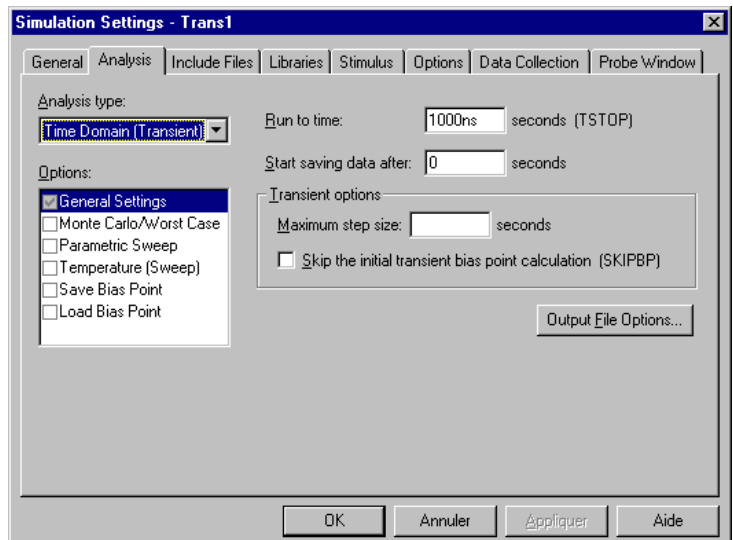 Simulation Settings - Trans1
General Analysis Include Files Libraries Stimulus Options Data Collection Probe Window
Analysis type:
Time Domain (Transient)
Run to time: 1000ns seconds (TSTOP)
Start saving data after: 0 seconds
Options:
General Settings
Monte Carlo/Worst Case
Parametric Sweep
Temperature (Sweep)
Save Bias Point
Load Bias Point
Transient options
Maximum step size: seconds
Skip the initial transient bias point calculation (SKIPBP)
Output File Options...
OK Annuler Appliquer Aide